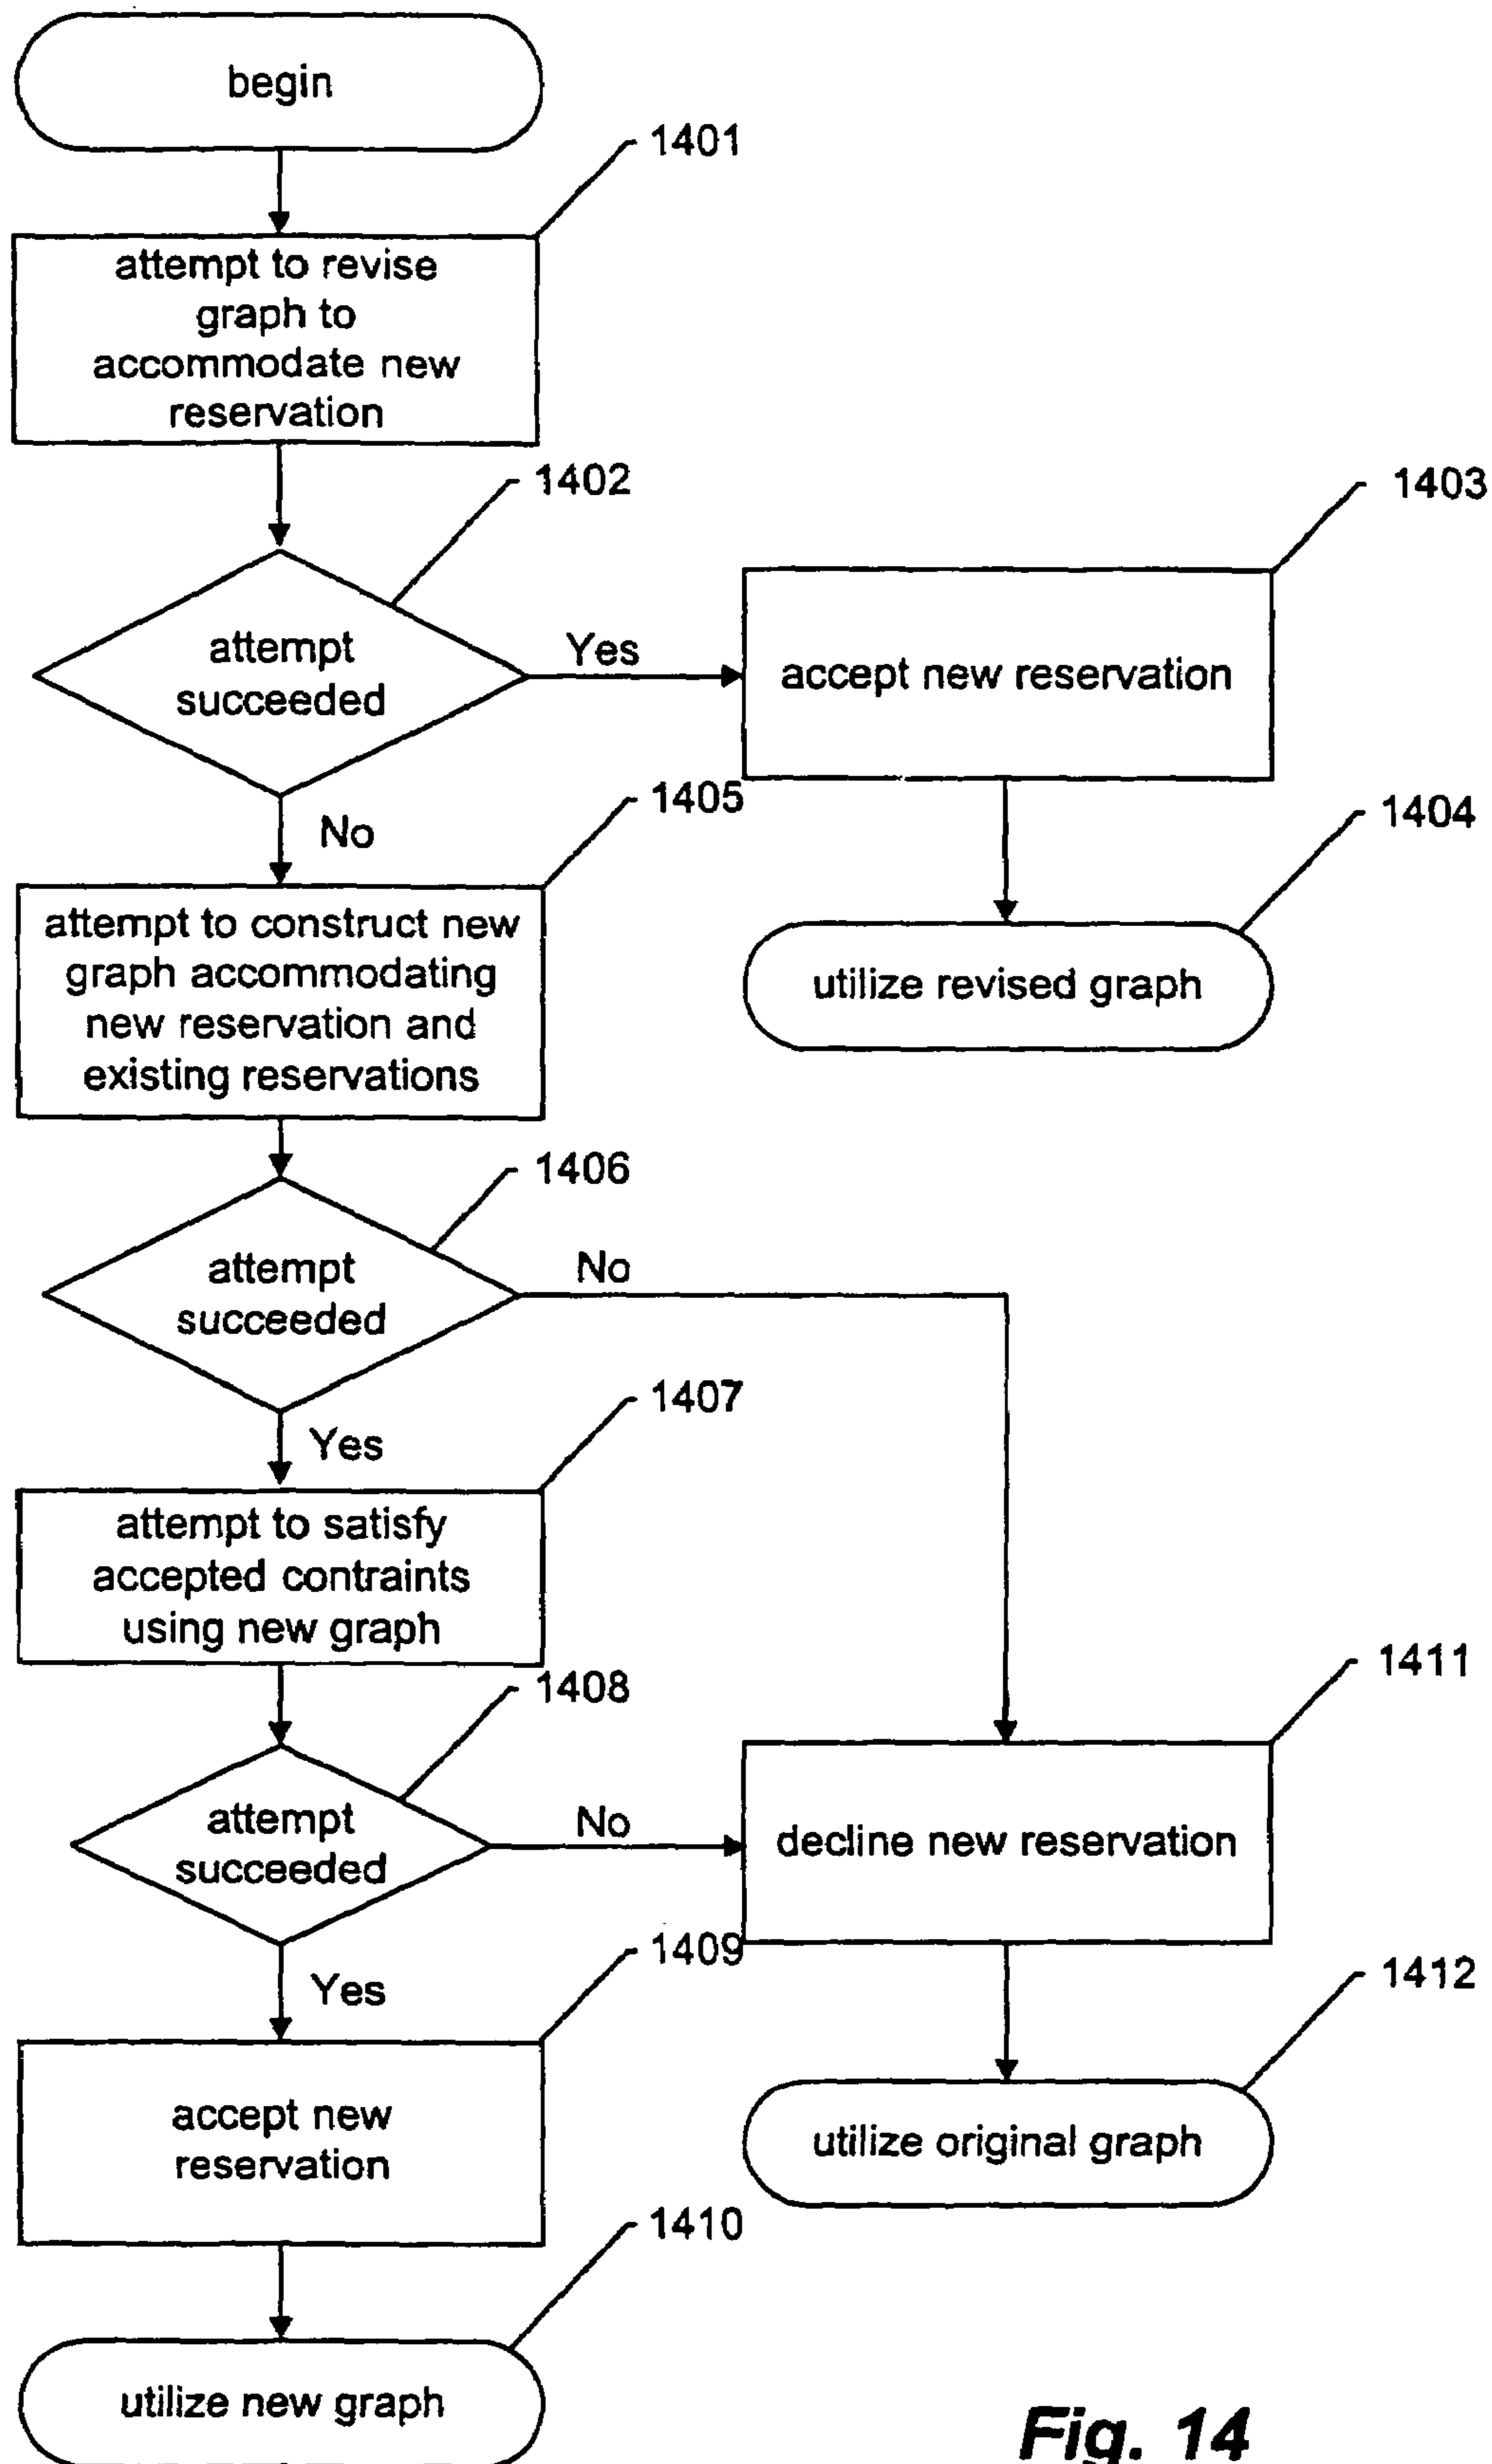 begin
1401
attempt to revise
graph to
accommodate new
reservation
1402
attempt
succeeded
Yes
1403
accept new reservation
No
1404
utilize revised graph
1405
attempt to construct new
graph accommodating
new reservation and
existing reservations
1406
attempt
succeeded
No
Yes
1407
attempt to satisfy
accepted contraints
using new graph
1408
attempt
succeeded
No
1411
decline new reservation
Yes
1409
accept new
reservation
1412
utilize original graph
1410
utilize new graph
Fig. 14